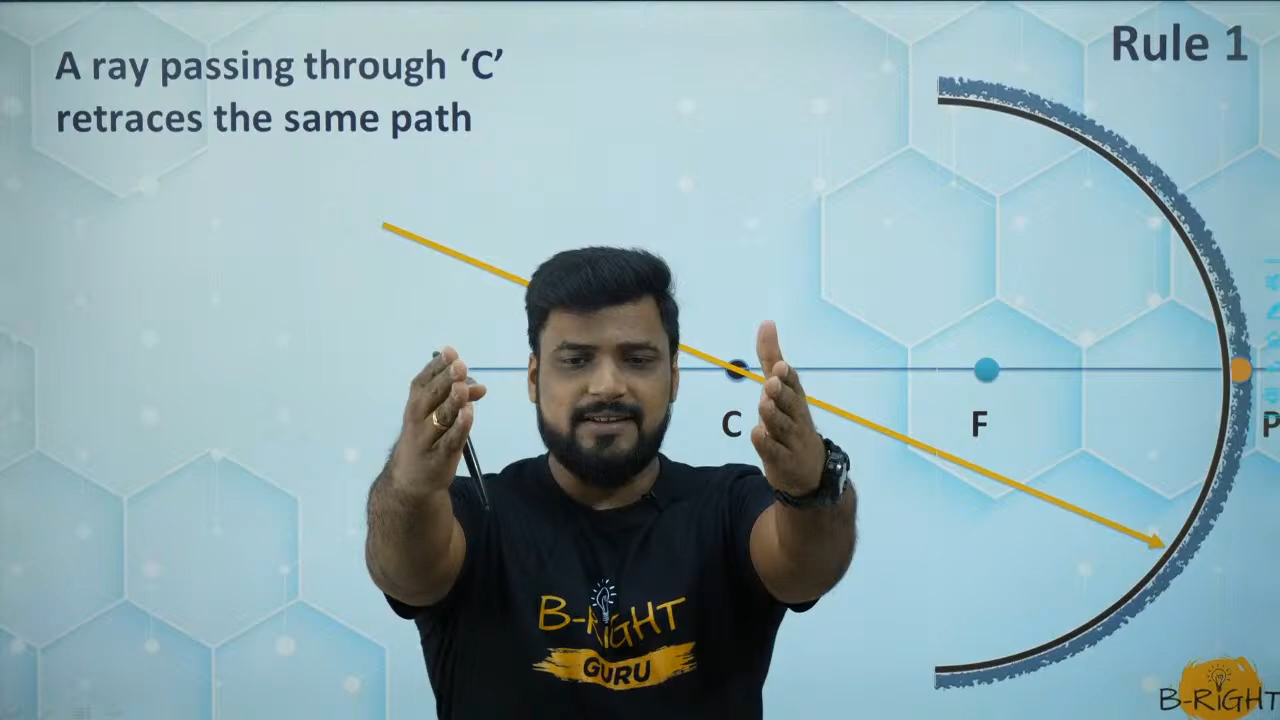 A ray passing through ‘C’
retraces the same path
Rule 1
C
F
P
B-RIGHT
GURU
B-RIGHT